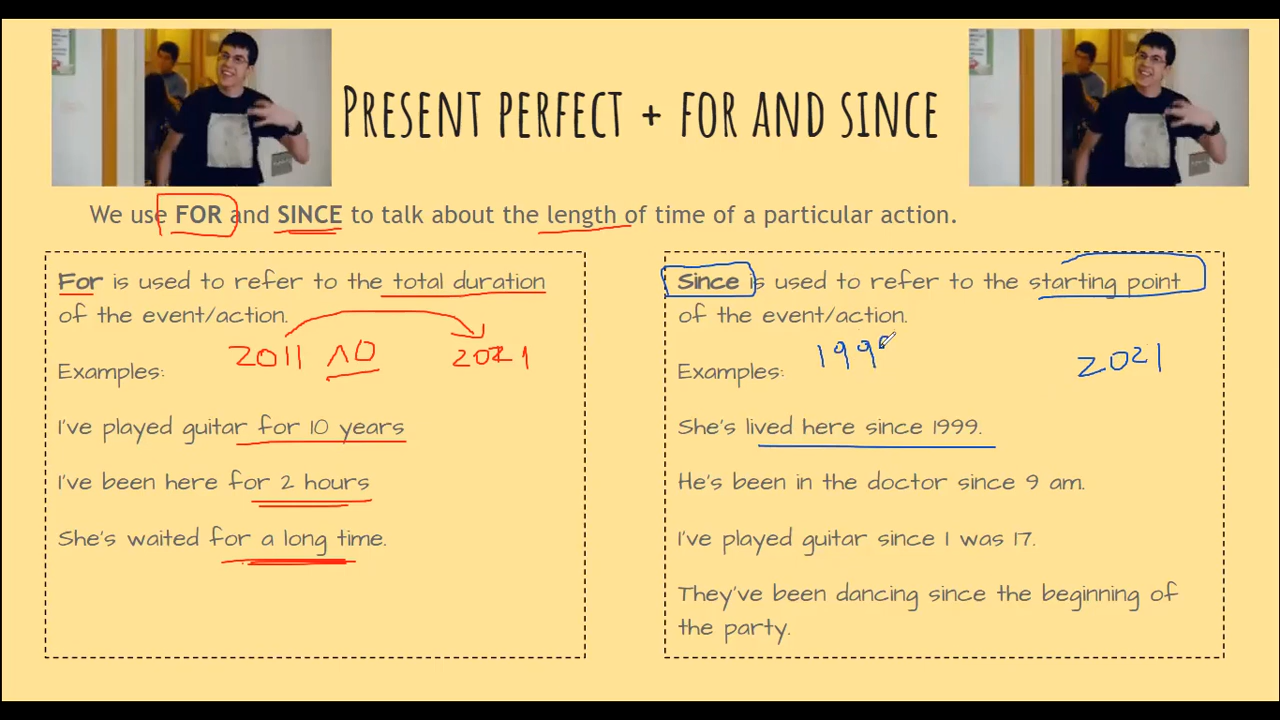 PRESENT PERFECT + FOR AND SINCE
We use FOR and SINCE to talk about the length of time of a particular action.
For is used to refer to the total duration
of the event/action.
2011 10 2021
Examples:
I've played guitar for 10 years
I've been here for 2 hours
She's waited for a long time.
Since is used to refer to the starting point
of the event/action.
199 2021
Examples:
She's lived here since 1999.
He's been in the doctor since 9 am.
I've played guitar since I was 17.
They've been dancing since the beginning of
the party.